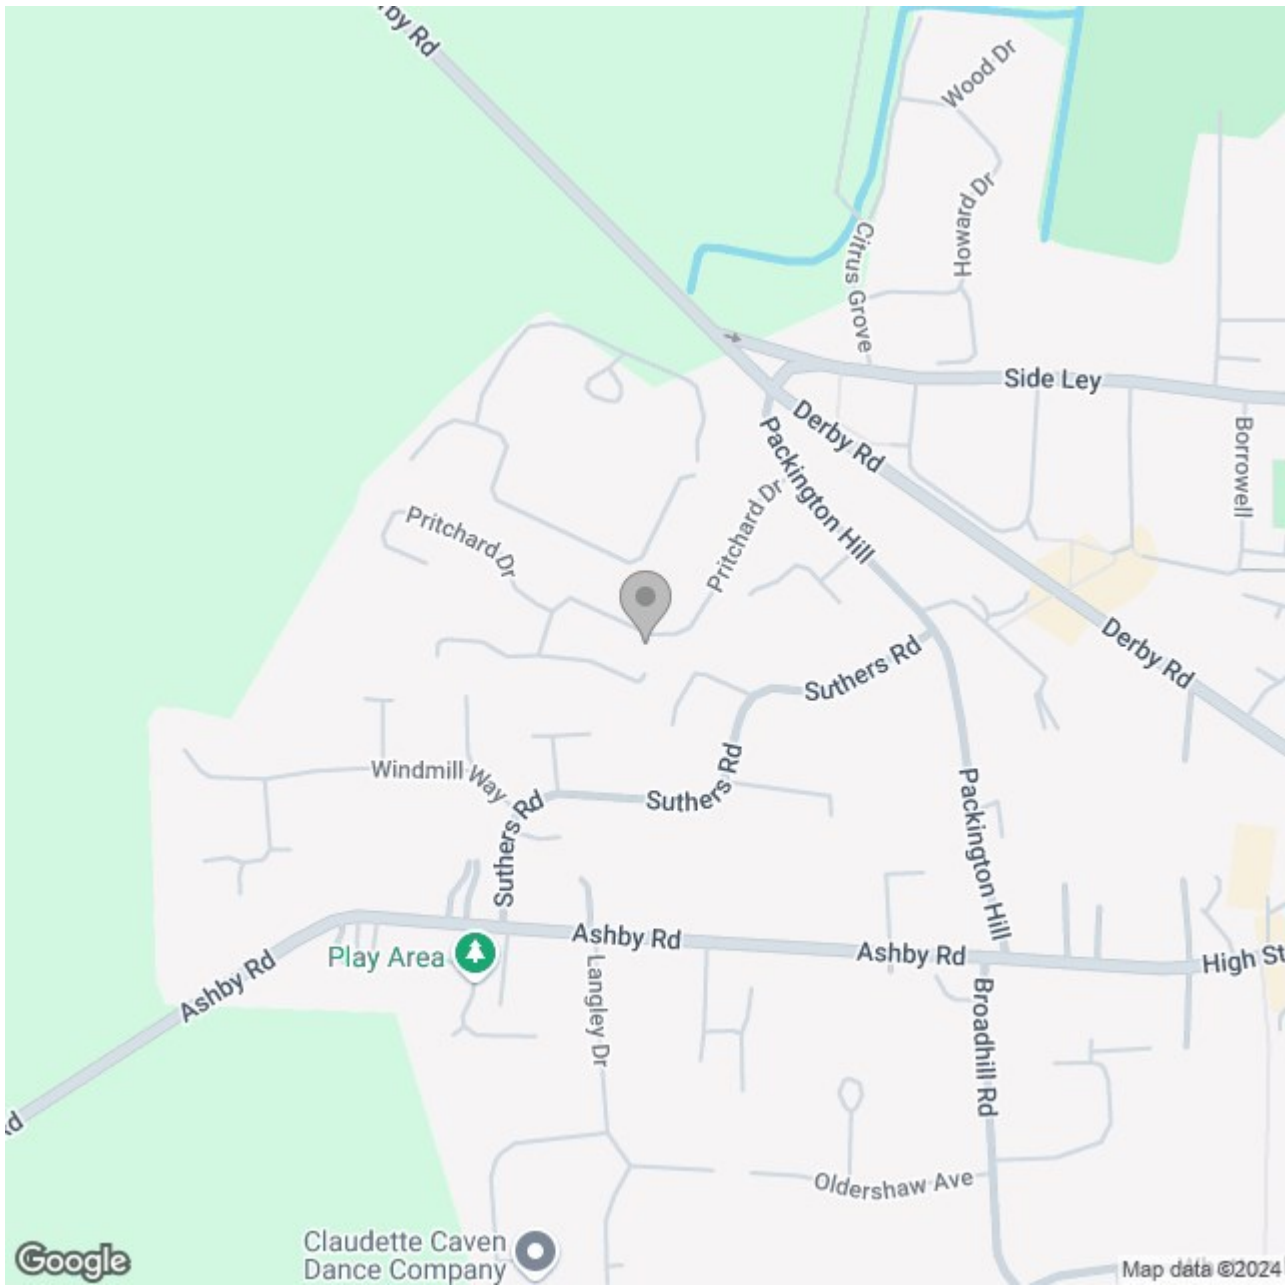 rby Rd
Wood Dr
Howard Dr
Citrus Grove
Side Ley
Derby Rd
Borrowell
Packington Hill
Pritchard Dr
Pritchard Dr
Derby Rd
Suthers Rd
Suthers Rd
Windmill Way
Suthers Rd
Packington Hill
Ashby Rd
Ashby Rd
High St
Play Area
Ashby Rd
Langley Dr
Broadhill Rd
Rd
Oldershaw Ave
Claudette Caven
Dance Company
Google
Map data ©2024